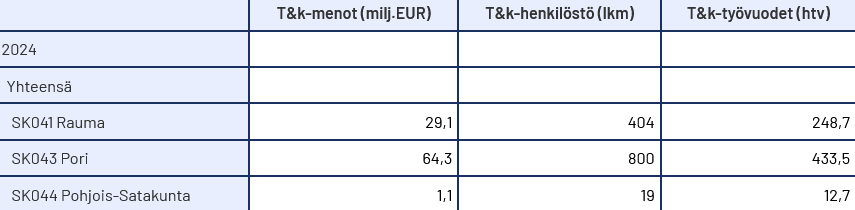 T&k-menot (milj.EUR) T&k-henkilöstö (lkm) T&k-työvuodet (htv)
2024
Yhteensä
SK041 Rauma 29,1 404 248,7
SK043 Pori 64,3 800 433,5
SK044 Pohjois-Satakunta 1,1 19 12,7